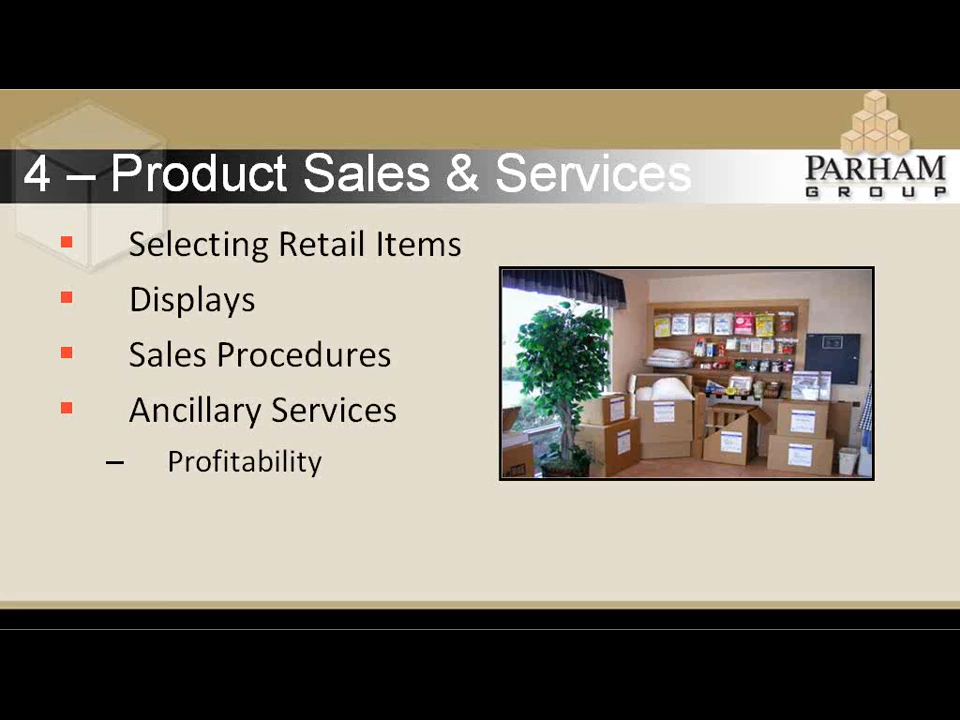 4 – Product Sales & Services
PARHAM
GROUP
▪ Selecting Retail Items
▪ Displays
▪ Sales Procedures
▪ Ancillary Services
– Profitability